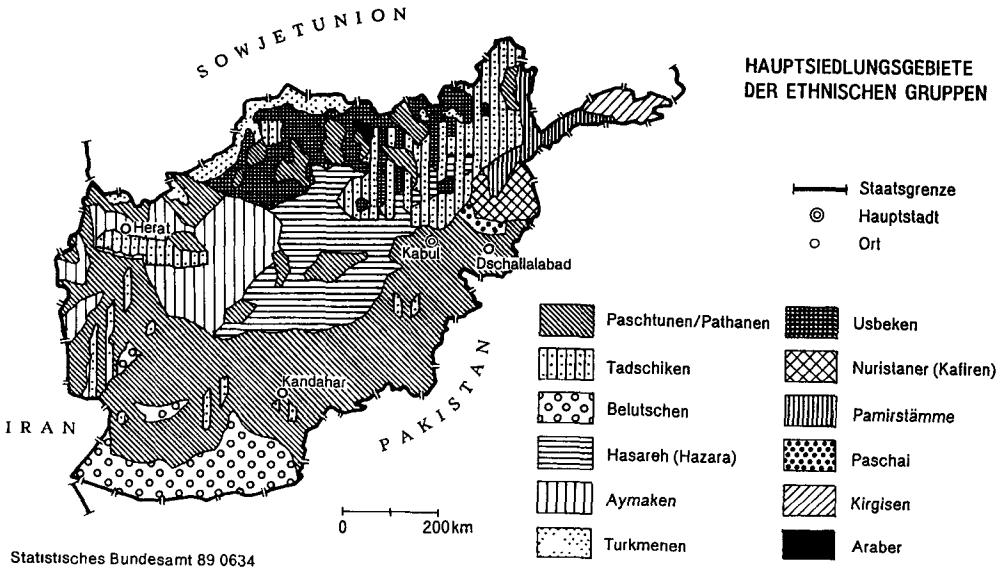 SOWJETUNION
HAUPTSIEDLUNGSGEBIETE
DER ETHNISCHEN GRUPPEN
Staatsgrenze
Hauptstadt
Ort
Herat
Kabul
Dschallalabad
Kandahar
IRAN
PAKISTAN
Paschtunen/Pathanen
Tadschiken
Belutschen
Hasareh (Hazara)
Aymaken
Turkmenen
Usbeken
Nuristaner (Kafiren)
Pamirstämme
Paschai
Kirgisen
Araber
0 200km
Statistisches Bundesamt 89 0634